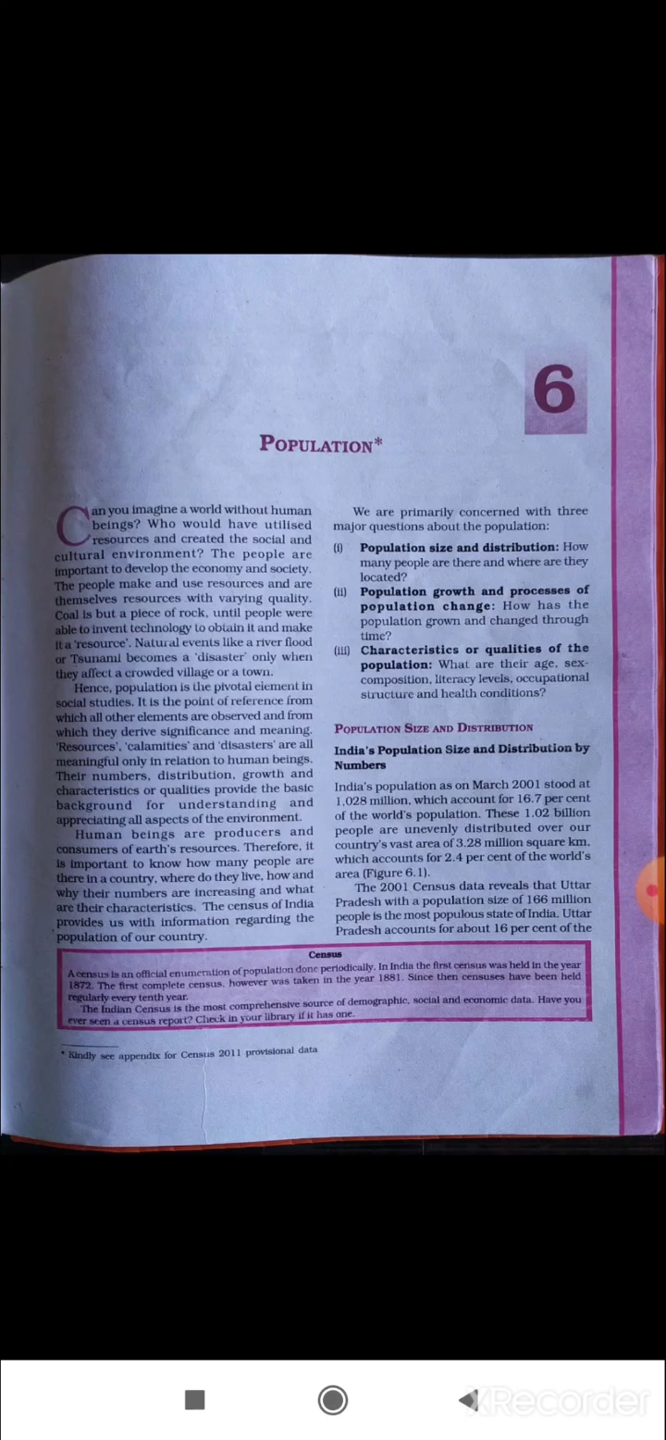 6
POPULATION*
Can you imagine a world without human
beings? Who would have utilised
resources and created the social and
cultural environment? The people are
important to develop the economy and society.
The people make and use resources and are
themselves resources with varying quality.
Coal is but a piece of rock, until people were
able to invent technology to obtain it and make
it a 'resource'. Natural events like a river flood
or Tsunami becomes a 'disaster' only when
they affect a crowded village or a town.
Hence, population is the pivotal element in
social studies. It is the point of reference from
which all other elements are observed and from
which they derive significance and meaning.
'Resources', 'calamities' and 'disasters' are all
meaningful only in relation to human beings.
Their numbers, distribution, growth and
characteristics or qualities provide the basic
background for understanding and
appreciating all aspects of the environment.
Human beings are producers and
consumers of earth's resources. Therefore, it
is important to know how many people are
there in a country, where do they live, how and
why their numbers are increasing and what
are their characteristics. The census of India
provides us with information regarding the
population of our country.
We are primarily concerned with three
major questions about the population:
(i) Population size and distribution: How
many people are there and where are they
located?
(ii) Population growth and processes of
population change: How has the
population grown and changed through
time?
(iii) Characteristics or qualities of the
population: What are their age, sex-
composition, literacy levels, occupational
structure and health conditions?
POPULATION SIZE AND DISTRIBUTION
India's Population Size and Distribution by
Numbers
India's population as on March 2001 stood at
1,028 million, which account for 16.7 per cent
of the world's population. These 1.02 billion
people are unevenly distributed over our
country's vast area of 3.28 million square km,
which accounts for 2.4 per cent of the world's
area (Figure 6.1).
The 2001 Census data reveals that Uttar
Pradesh with a population size of 166 million
people is the most populous state of India. Uttar
Pradesh accounts for about 16 per cent of the
Census
A census is an official enumeration of population done periodically. In India the first census was held in the year
1872. The first complete census, however was taken in the year 1881. Since then censuses have been held
regularly every tenth year.
The Indian Census is the most comprehensive source of demographic, social and economic data. Have you
ever seen a census report? Check in your library if it has one.
* Kindly see appendix for Census 2011 provisional data
XRecorder